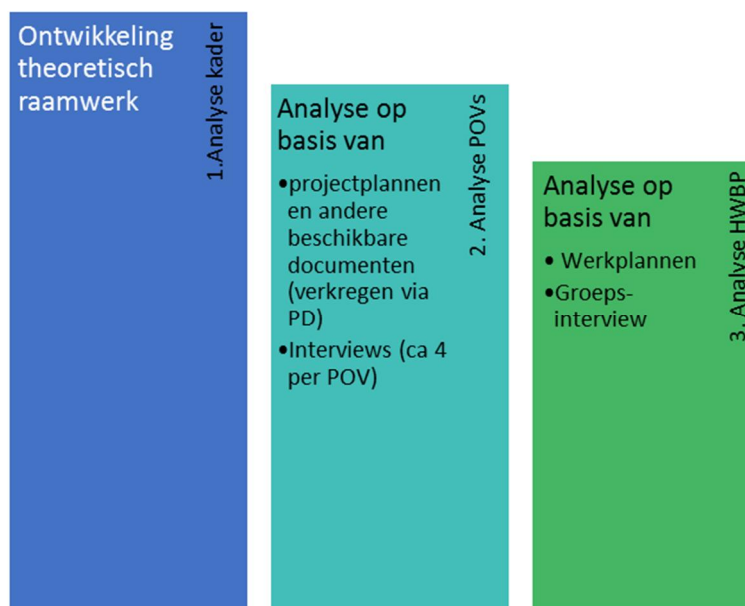 Ontwikkeling
theoretisch
raamwerk
1.Analyse kader
Analyse op
basis van
•projectplannen
en andere
beschikbare
documenten
(verkregen via
PD)
•Interviews (ca 4
per POV)
2. Analyse POVs
Analyse op
basis van
• Werkplannen
•Groeps-
interview
3. Analyse HWBP